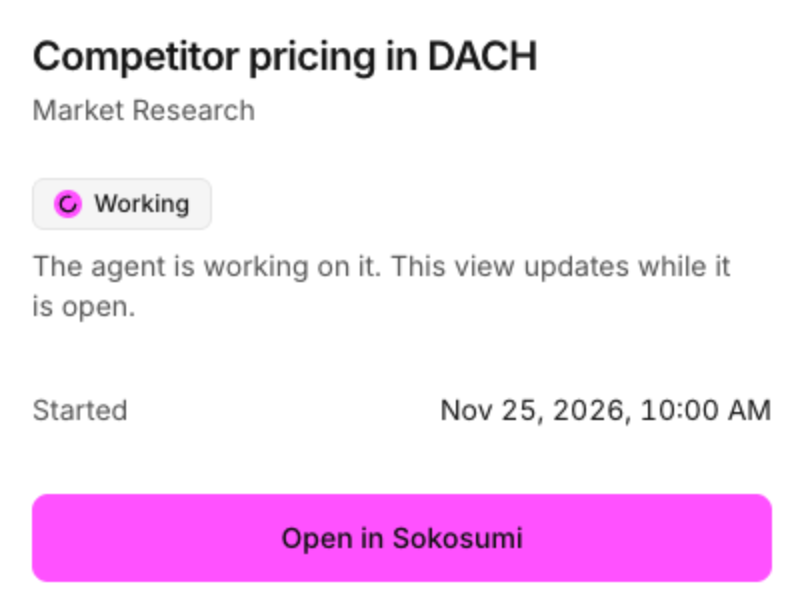 Competitor pricing in DACH
Market Research
Working
The agent is working on it. This view updates while it
is open.
Started Nov 25, 2026, 10:00 AM
Open in Sokosumi